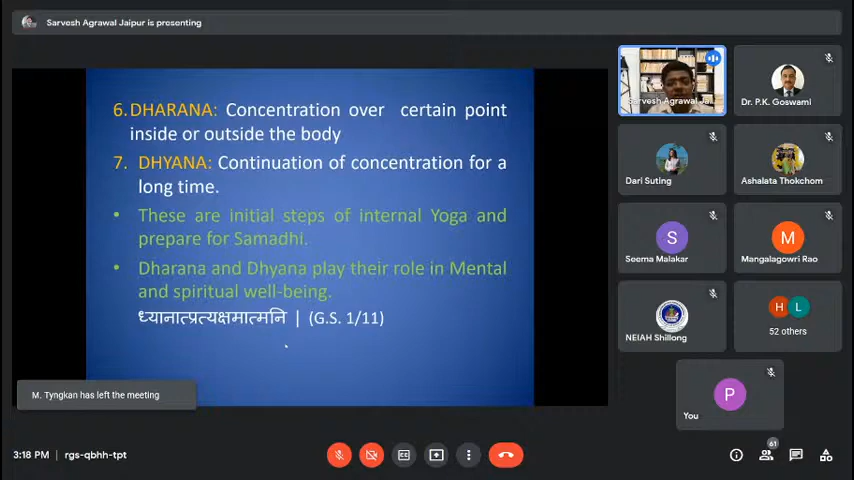 Sarvesh Agrawal Jaipur is presenting
6. DHARANA: Concentration over certain point
inside or outside the body
7. DHYANA: Continuation of concentration for a
long time.
• These are initial steps of internal Yoga and
prepare for Samadhi.
• Dharana and Dhyana play their role in Mental
and spiritual well-being.
ध्यानात्प्रत्यक्षमात्मनि | (G.S. 1/11)
Sarvesh Agrawal Jai...
Dr. P.K. Goswami
Dari Suting
Ashalata Thokchom
S
Seema Malakar
M
Mangalagowri Rao
NEIAH Shillong
H L
52 others
P
You
M. Tyngkan has left the meeting
3:18 PM | rgs-qbhh-tpt
61